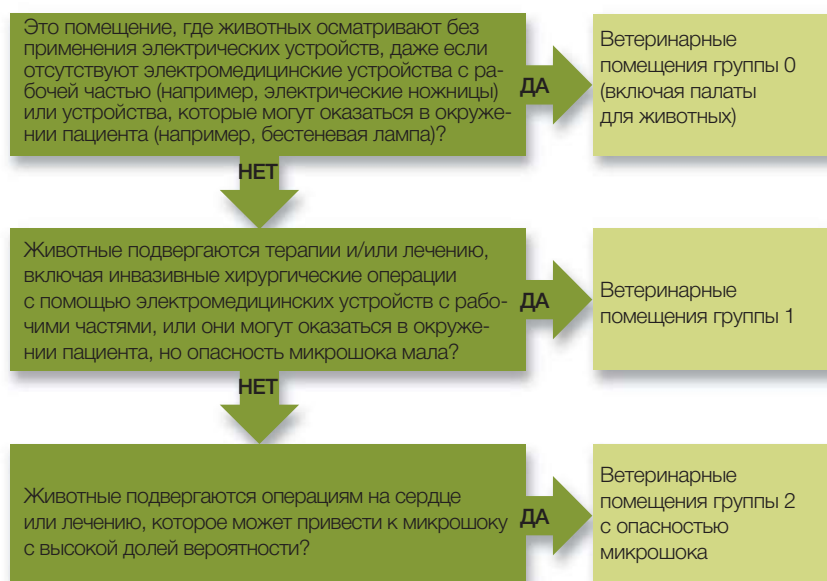 Это помещение, где животных осматривают без
применения электрических устройств, даже если
отсутствуют электромедицинские устройства с ра-
бочей частью (например, электрические ножницы)
или устройства, которые могут оказаться в окруже-
нии пациента (например, бестеневая лампа)?
ДА
Ветеринарные
помещения группы 0
(включая палаты
для животных)
НЕТ
Животные подвергаются терапии и/или лечению,
включая инвазивные хирургические операции
с помощью электромедицинских устройств с рабо-
чими частями, или они могут оказаться в окруже-
нии пациента, но опасность микрошока мала?
ДА
Ветеринарные
помещения группы 1
НЕТ
Животные подвергаются операциям на сердце
или лечению, которое может привести к микрошоку
с высокой долей вероятности?
ДА
Ветеринарные
помещения группы 2
с опасностью
микрошока